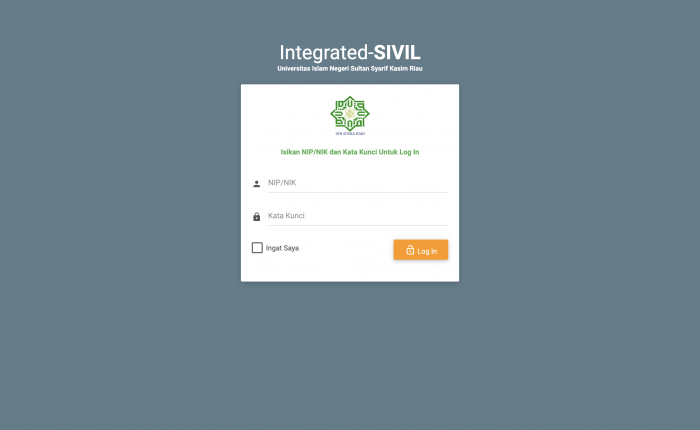 Integrated-SIVIL
Universitas Islam Negeri Sultan Syarif Kasim Riau
UIN SUSKA RIAU
Isikan NIP/NIK dan Kata Kunci Untuk Log In
NIP/NIK
Kata Kunci
Ingat Saya
Log In